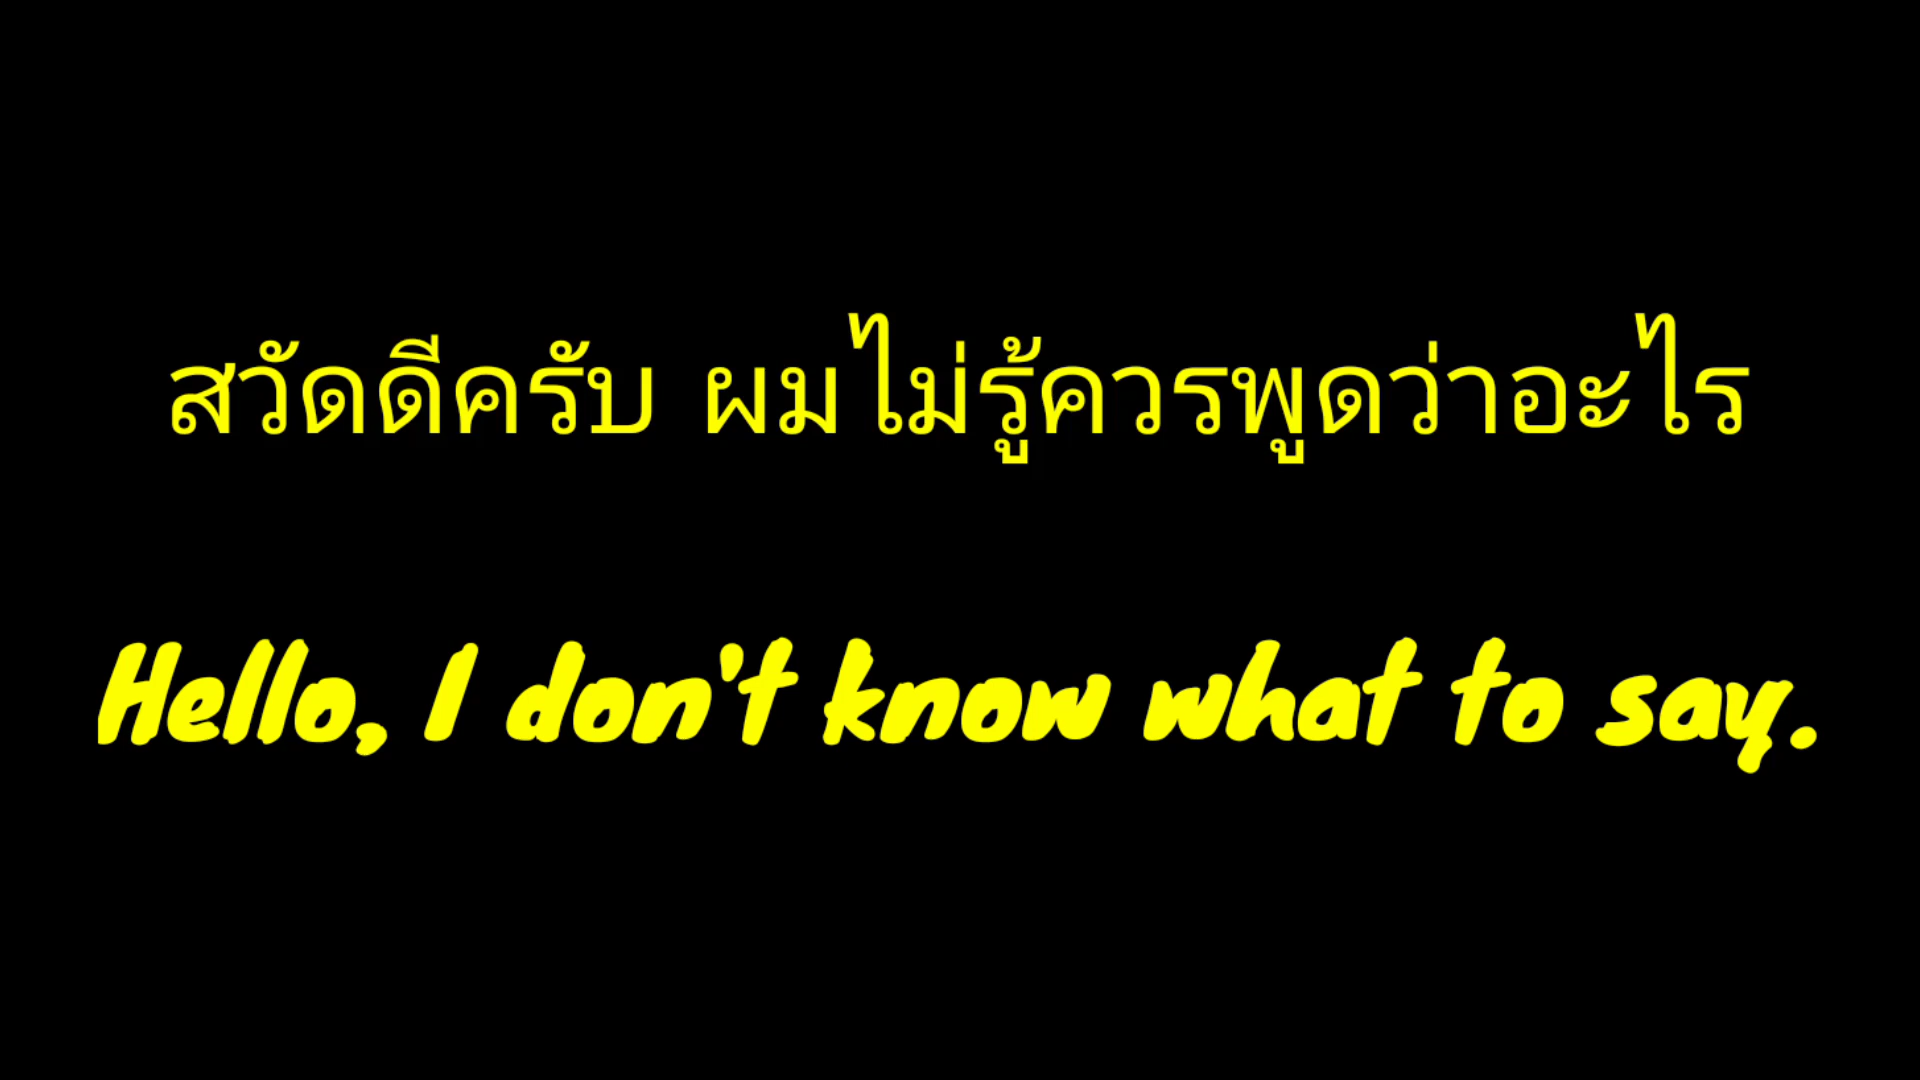 สวัดดีครับ ผมไม่รู้ควรพูดว่าอะไร
Hello, I don't know what to say.